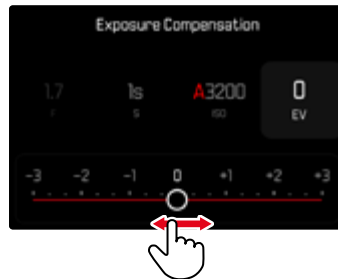 Exposure Compensation
1.7 1s A3200 0
F S ISO EV
-3 -2 -1 0 +1 +2 +3